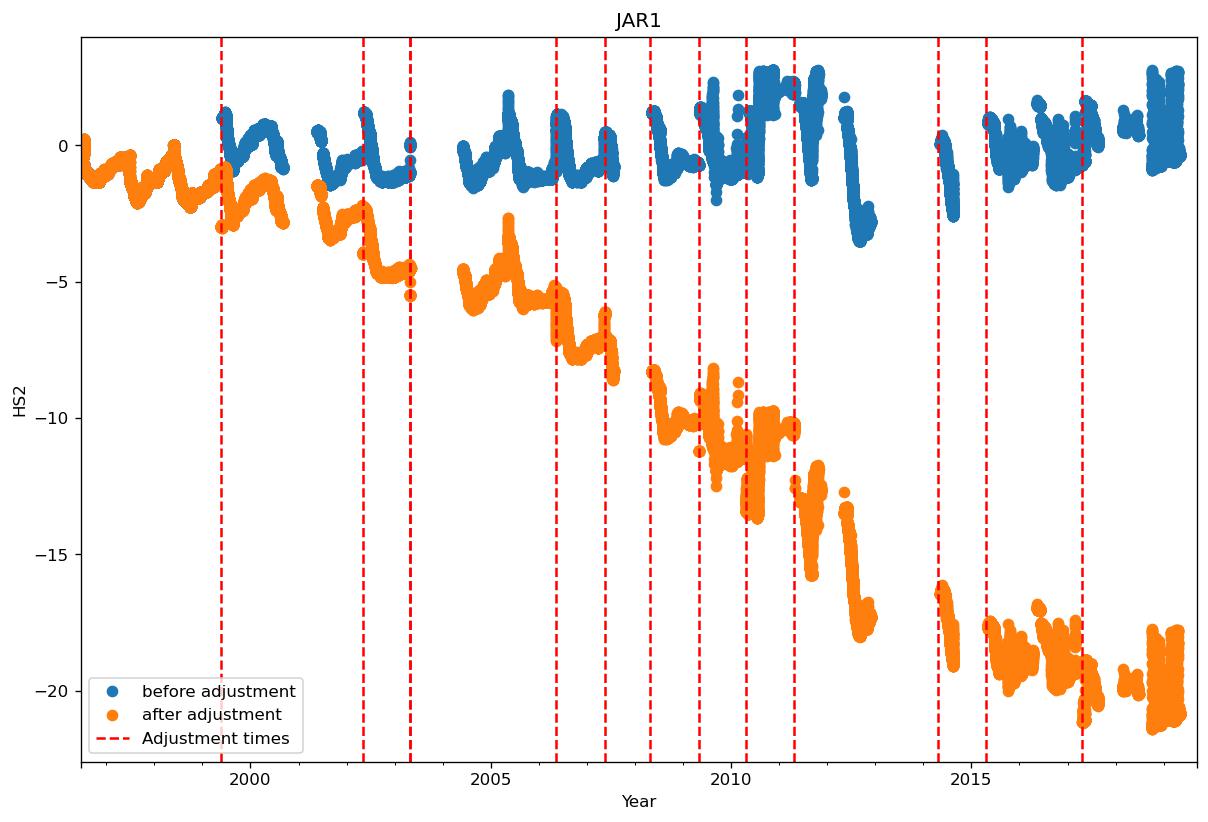 JAR1
HS2
0
−5
−10
−15
−20
before adjustment
after adjustment
Adjustment times
2000
2005
2010
2015
Year